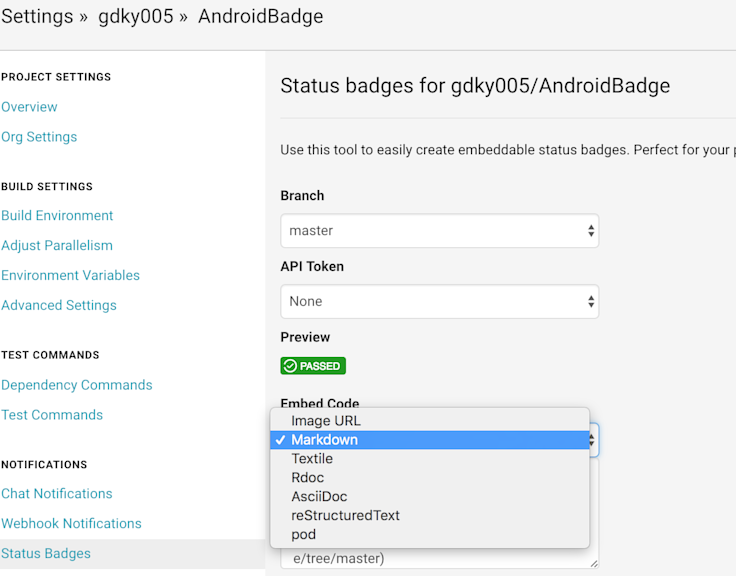 Settings » gdky005 » AndroidBadge
PROJECT SETTINGS
Overview
Org Settings
BUILD SETTINGS
Build Environment
Adjust Parallelism
Environment Variables
Advanced Settings
TEST COMMANDS
Dependency Commands
Test Commands
NOTIFICATIONS
Chat Notifications
Webhook Notifications
Status Badges
Status badges for gdky005/AndroidBadge
Use this tool to easily create embeddable status badges. Perfect for your
Branch
master
API Token
None
Preview
PASSED
Embed Code
Image URL
✓ Markdown
Textile
Rdoc
AsciiDoc
reStructuredText
pod
e/tree/master)